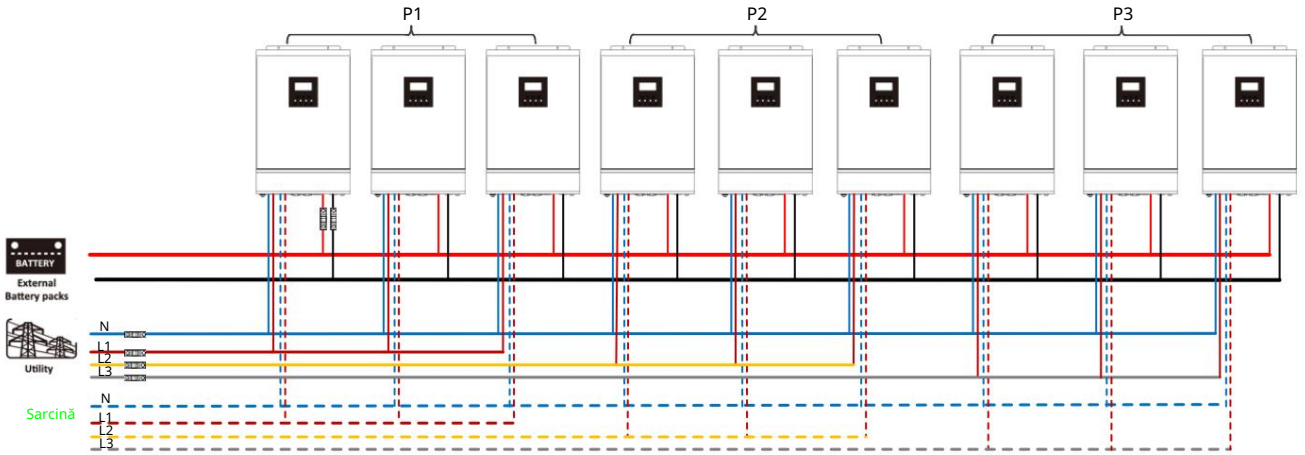 P1
P2
P3
BATTERY
External
Battery packs
N
L1
L2
L3
Utility
Sarcină
N
L1
L2
L3